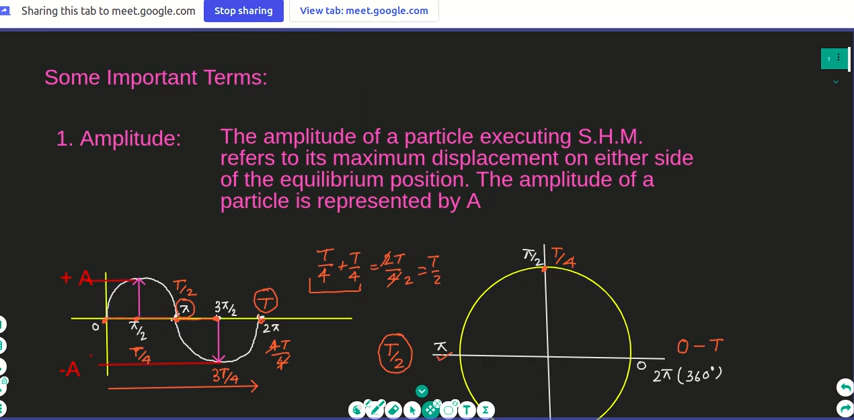 Sharing this tab to meet.google.com
Stop sharing
View tab: meet.google.com
1
Some Important Terms:
1. Amplitude:
The amplitude of a particle executing S.H.M.
refers to its maximum displacement on either side
of the equilibrium position. The amplitude of a
particle is represented by A
T/4 + T/4 = 2T/4 2 = T/2
π/2 T/4
+ A
T/2
π
3π/2
T
0
π/2
2π
T/4
4T/4
-A
3T/4
T/2
π
0 - T
0
2π (360°)
T
Σ